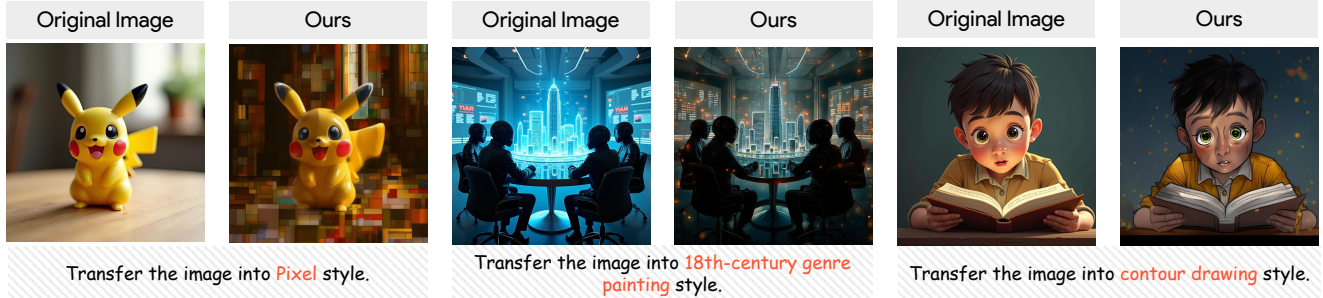 Original Image
Ours
Original Image
Ours
Original Image
Ours
Transfer the image into Pixel style.
Transfer the image into 18th-century genre
painting style.
Transfer the image into contour drawing style.